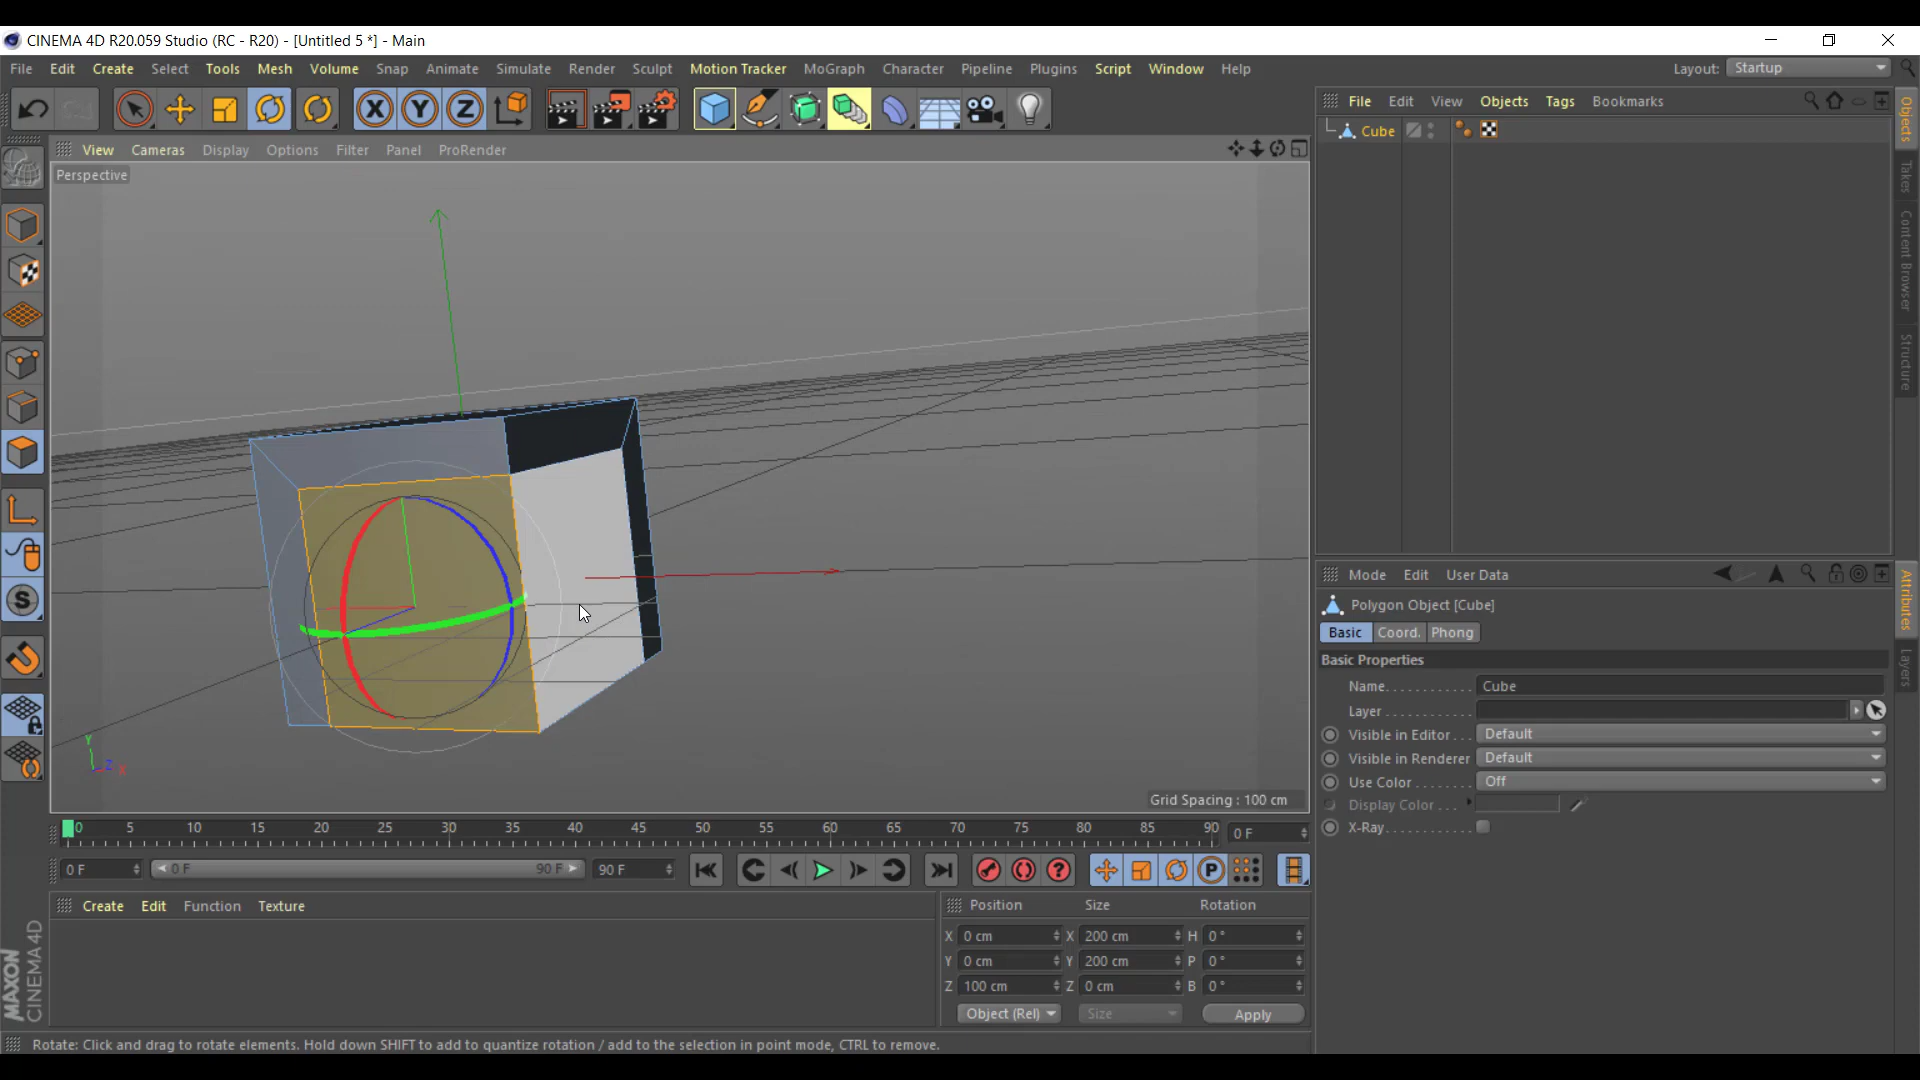 CINEMA 4D R20.059 Studio (RC - R20) - [Untitled 5 *] - Main
File Edit Create Select Tools Mesh Volume Snap Animate Simulate Render Sculpt Motion Tracker MoGraph Character Pipeline Plugins Script Window Help Layout: Startup
X Y Z
File Edit View Objects Tags Bookmarks
Cube
Objects
Takes
Content Browser
Structure
View Cameras Display Options Filter Panel ProRender
Perspective
S
Y
Z
X
Grid Spacing : 100 cm
Mode Edit User Data
Polygon Object [Cube]
Basic Coord. Phong
Basic Properties
Name Cube
Layer
Visible in Editor Default
Visible in Renderer Default
Use Color Off
Display Color
X-Ray
Attributes
Layers
0 5 10 15 20 25 30 35 40 45 50 55 60 65 70 75 80 85 90 0 F
0 F 0 F 90 F 90 F P
Create Edit Function Texture
Position Size Rotation
X 0 cm X 200 cm H 0 °
Y 0 cm Y 200 cm P 0 °
Z 100 cm Z 0 cm B 0 °
Object (Rel) Size Apply
MAXON
CINEMA 4D
Rotate: Click and drag to rotate elements. Hold down SHIFT to add to quantize rotation / add to the selection in point mode, CTRL to remove.